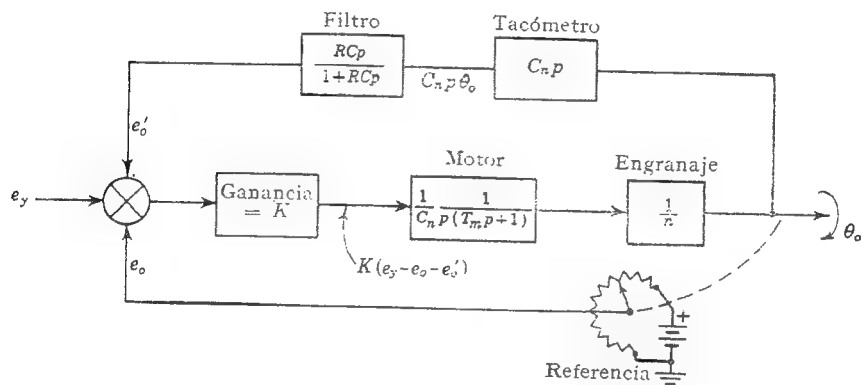 Filtro
Tacómetro
RCp
1+RCp
C_n p θ_o
C_n p
e_o'
e_y
Ganancia
= K
Motor
1/C_n 1/p(T_m p+1)
Engranaje
1/n
θ_o
e_o
K(e_y-e_o-e_o')
+
Referencia